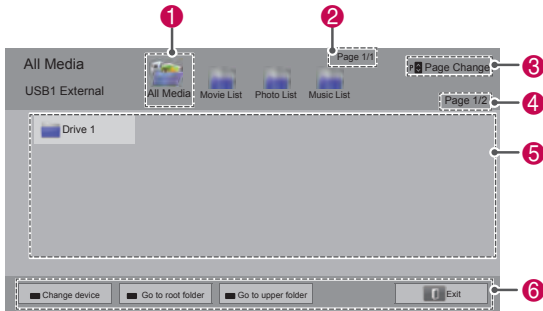 1
2
Page 1/1
3
All Media
P Page Change
USB1 External
All Media
Movie List
Photo List
Music List
Page 1/2
4
Drive 1
5
Change device
Go to root folder
Go to upper folder
Exit
6